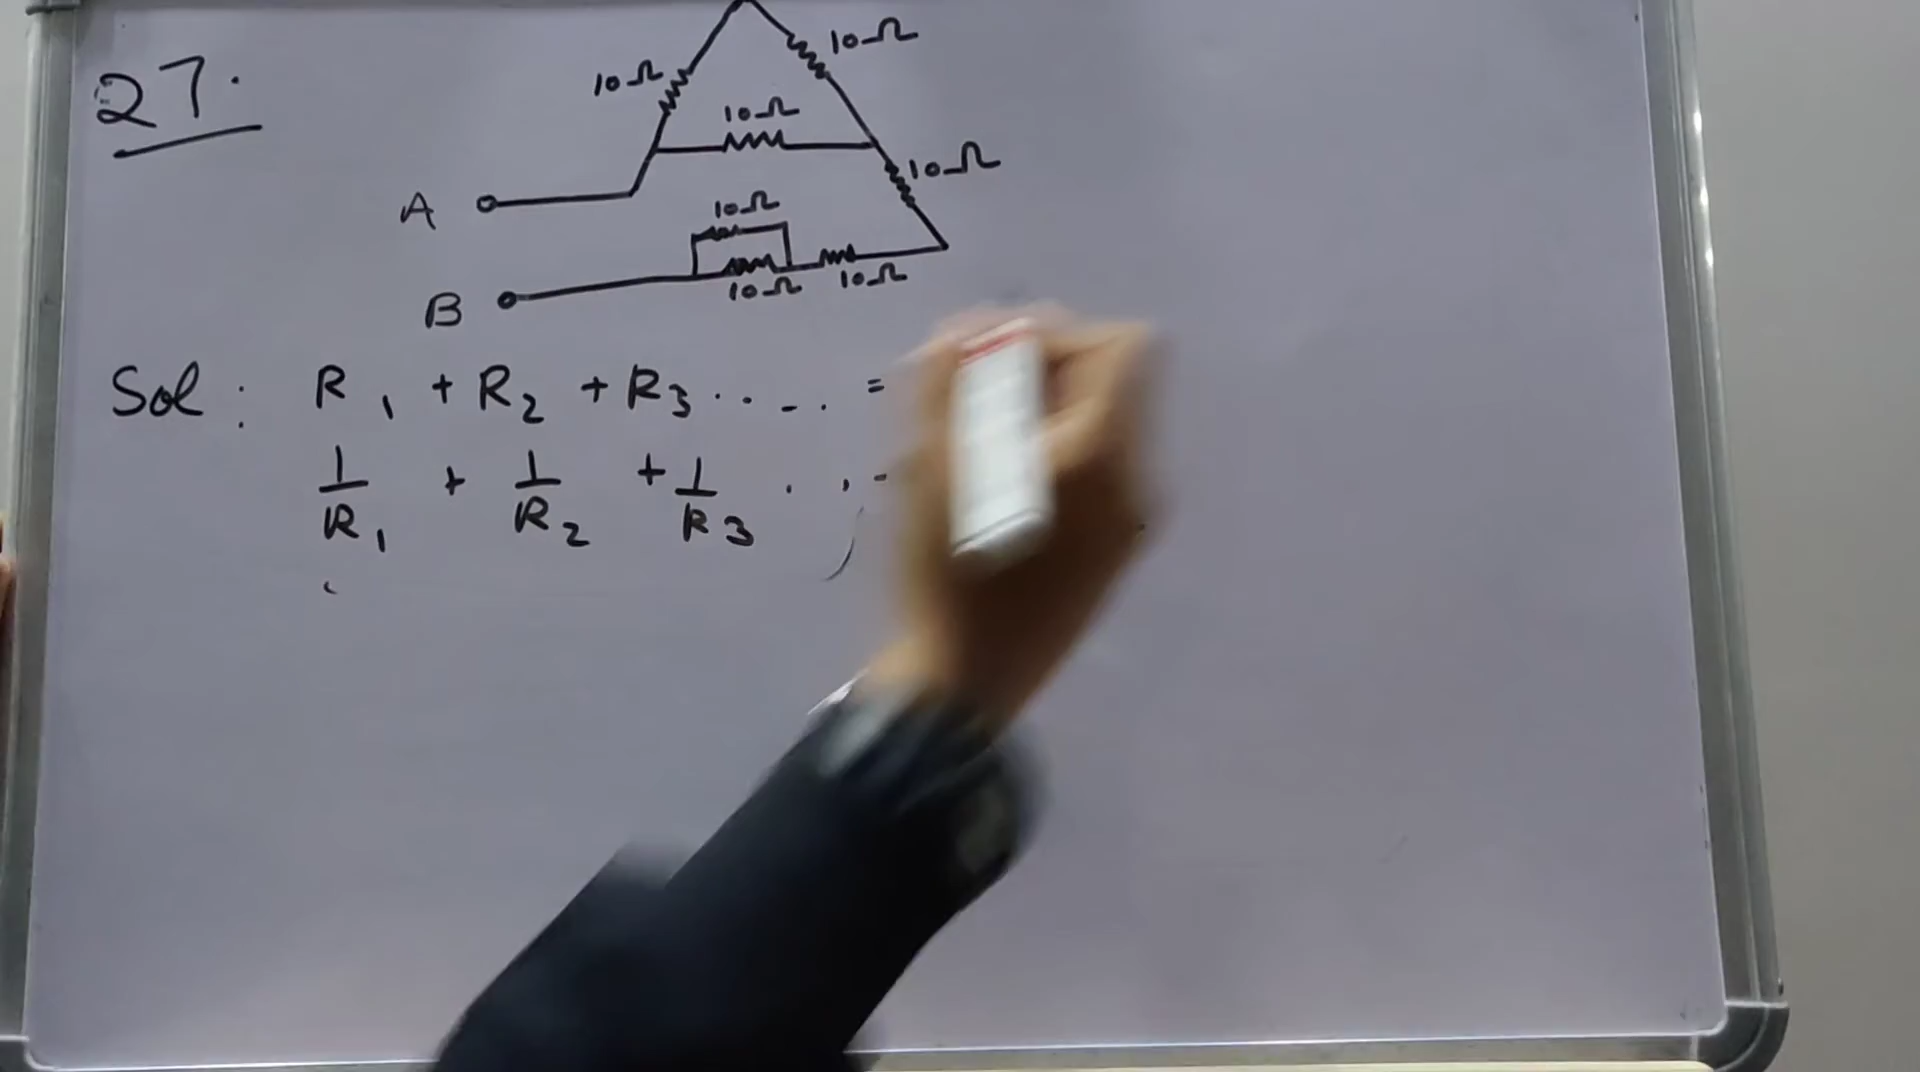 27.
10Ω 10Ω
10Ω
10Ω
A
10Ω
10Ω 10Ω
B
Sol : R1 + R2 + R3 .... =
1/R1 + 1/R2 + 1/R3 ...